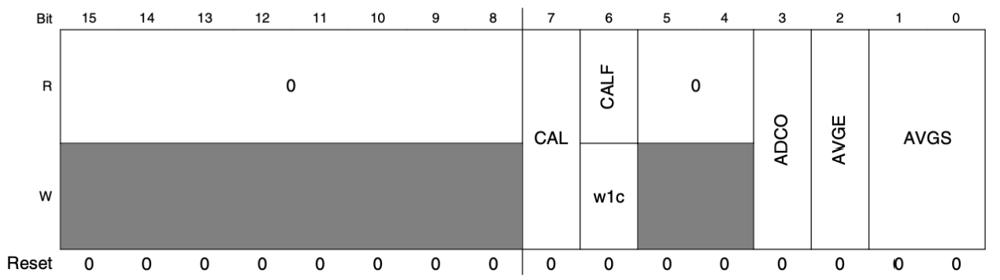 Bit 15 14 13 12 11 10 9 8 7 6 5 4 3 2 1 0
R 0 CALF 0
CAL ADCO AVGE AVGS
W w1c
Reset 0 0 0 0 0 0 0 0 0 0 0 0 0 0 0 0